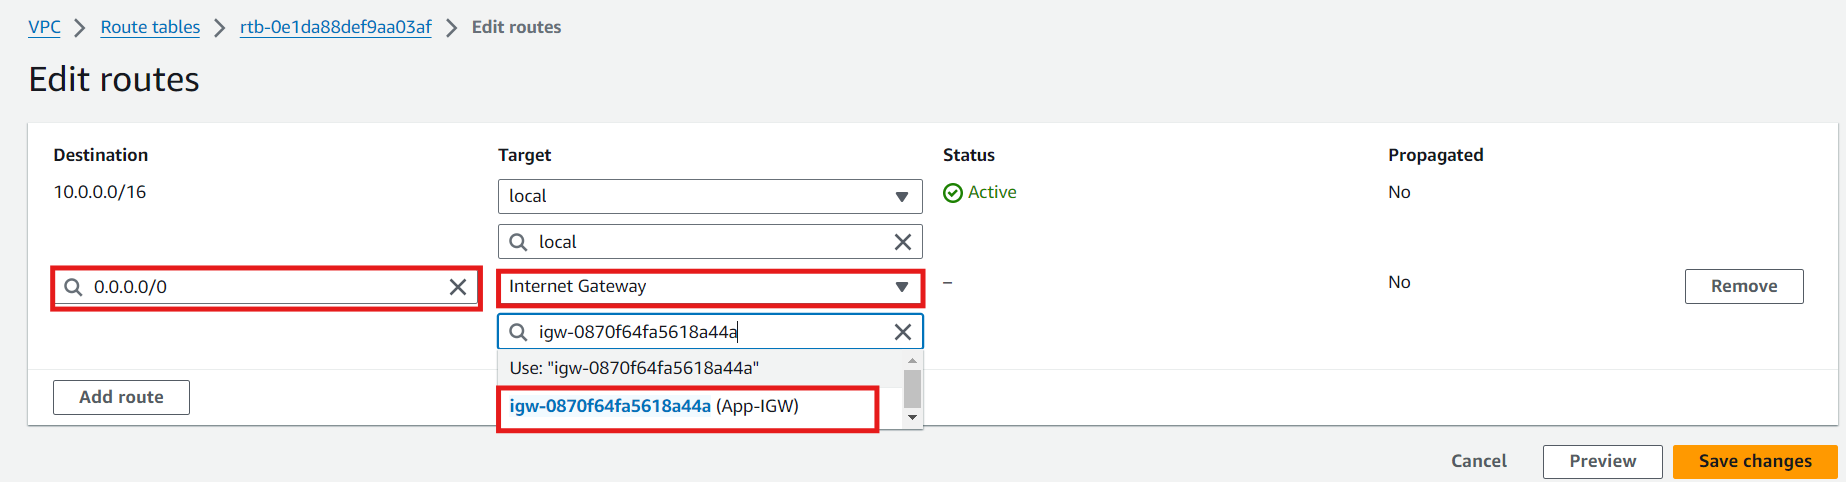 VPC > Route tables > rtb-0e1da88def9aa03af > Edit routes
Edit routes
Destination Target Status Propagated
10.0.0.0/16 local Active No
local
0.0.0.0/0 Internet Gateway – No Remove
igw-0870f64fa5618a44a
Use: "igw-0870f64fa5618a44a"
Add route igw-0870f64fa5618a44a (App-IGW)
Cancel Preview Save changes